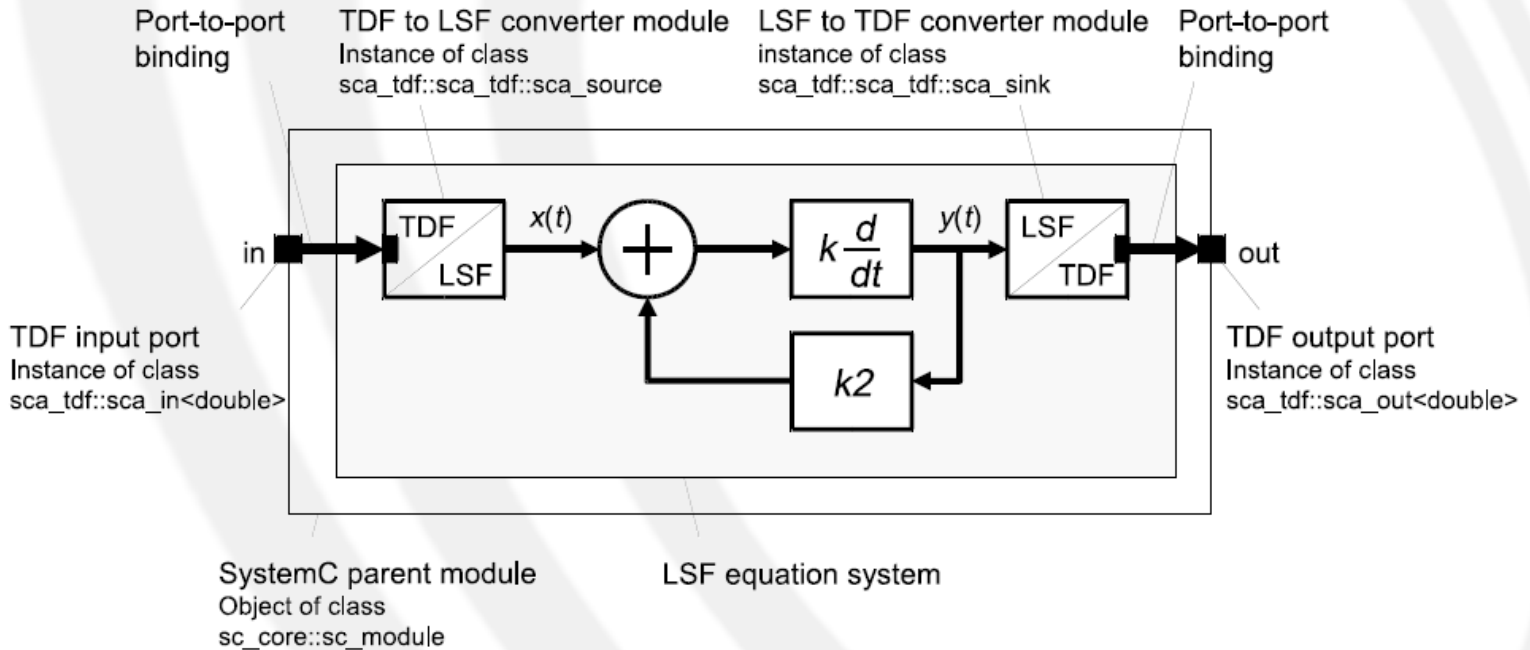 Port-to-port
binding
TDF to LSF converter module
Instance of class
sca_tdf::sca_tdf::sca_source
LSF to TDF converter module
instance of class
sca_tdf::sca_tdf::sca_sink
Port-to-port
binding
in
TDF
LSF
x(t)
+
k d/dt
y(t)
LSF
TDF
out
k2
TDF input port
Instance of class
sca_tdf::sca_in<double>
TDF output port
Instance of class
sca_tdf::sca_out<double>
SystemC parent module
Object of class
sc_core::sc_module
LSF equation system